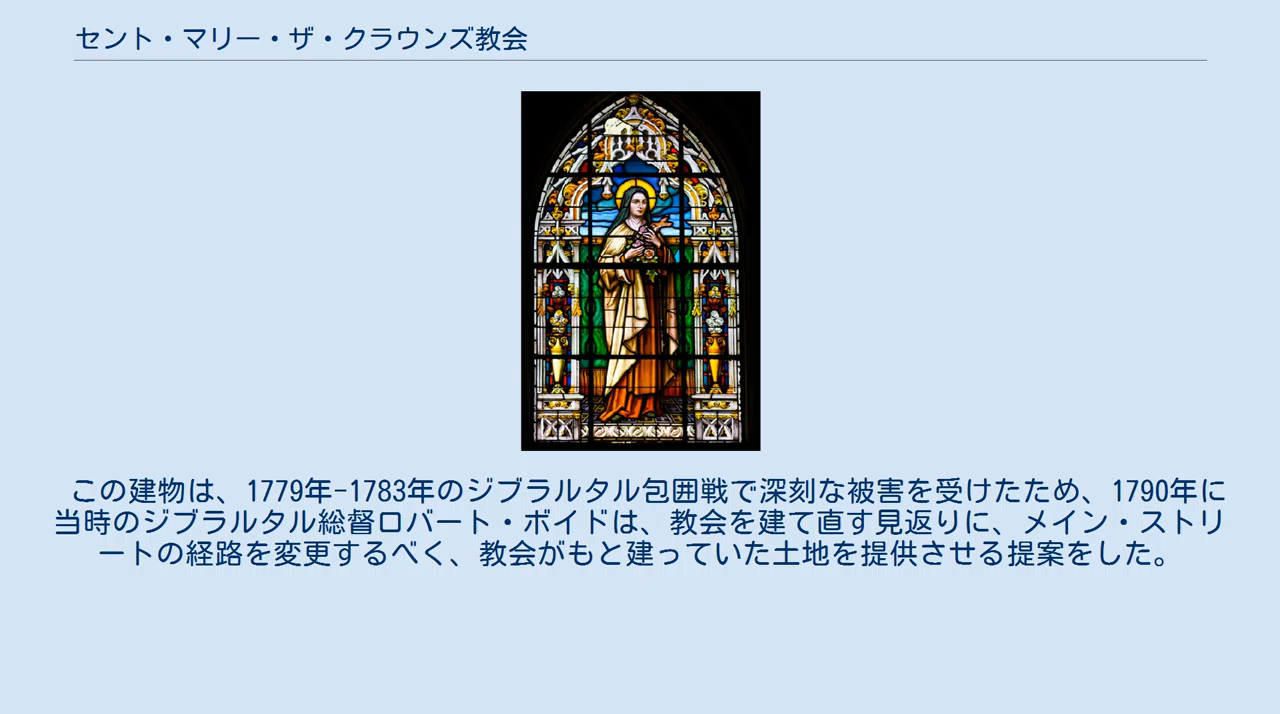 セント・マリー・ザ・クラウンズ教会
この建物は、1779年-1783年のジブラルタル包囲戦で深刻な被害を受けたため、1790年に
当時のジブラルタル総督ロバート・ボイドは、教会を建て直す見返りに、メイン・ストリ
ートの経路を変更するべく、教会がもと建っていた土地を提供させる提案をした。